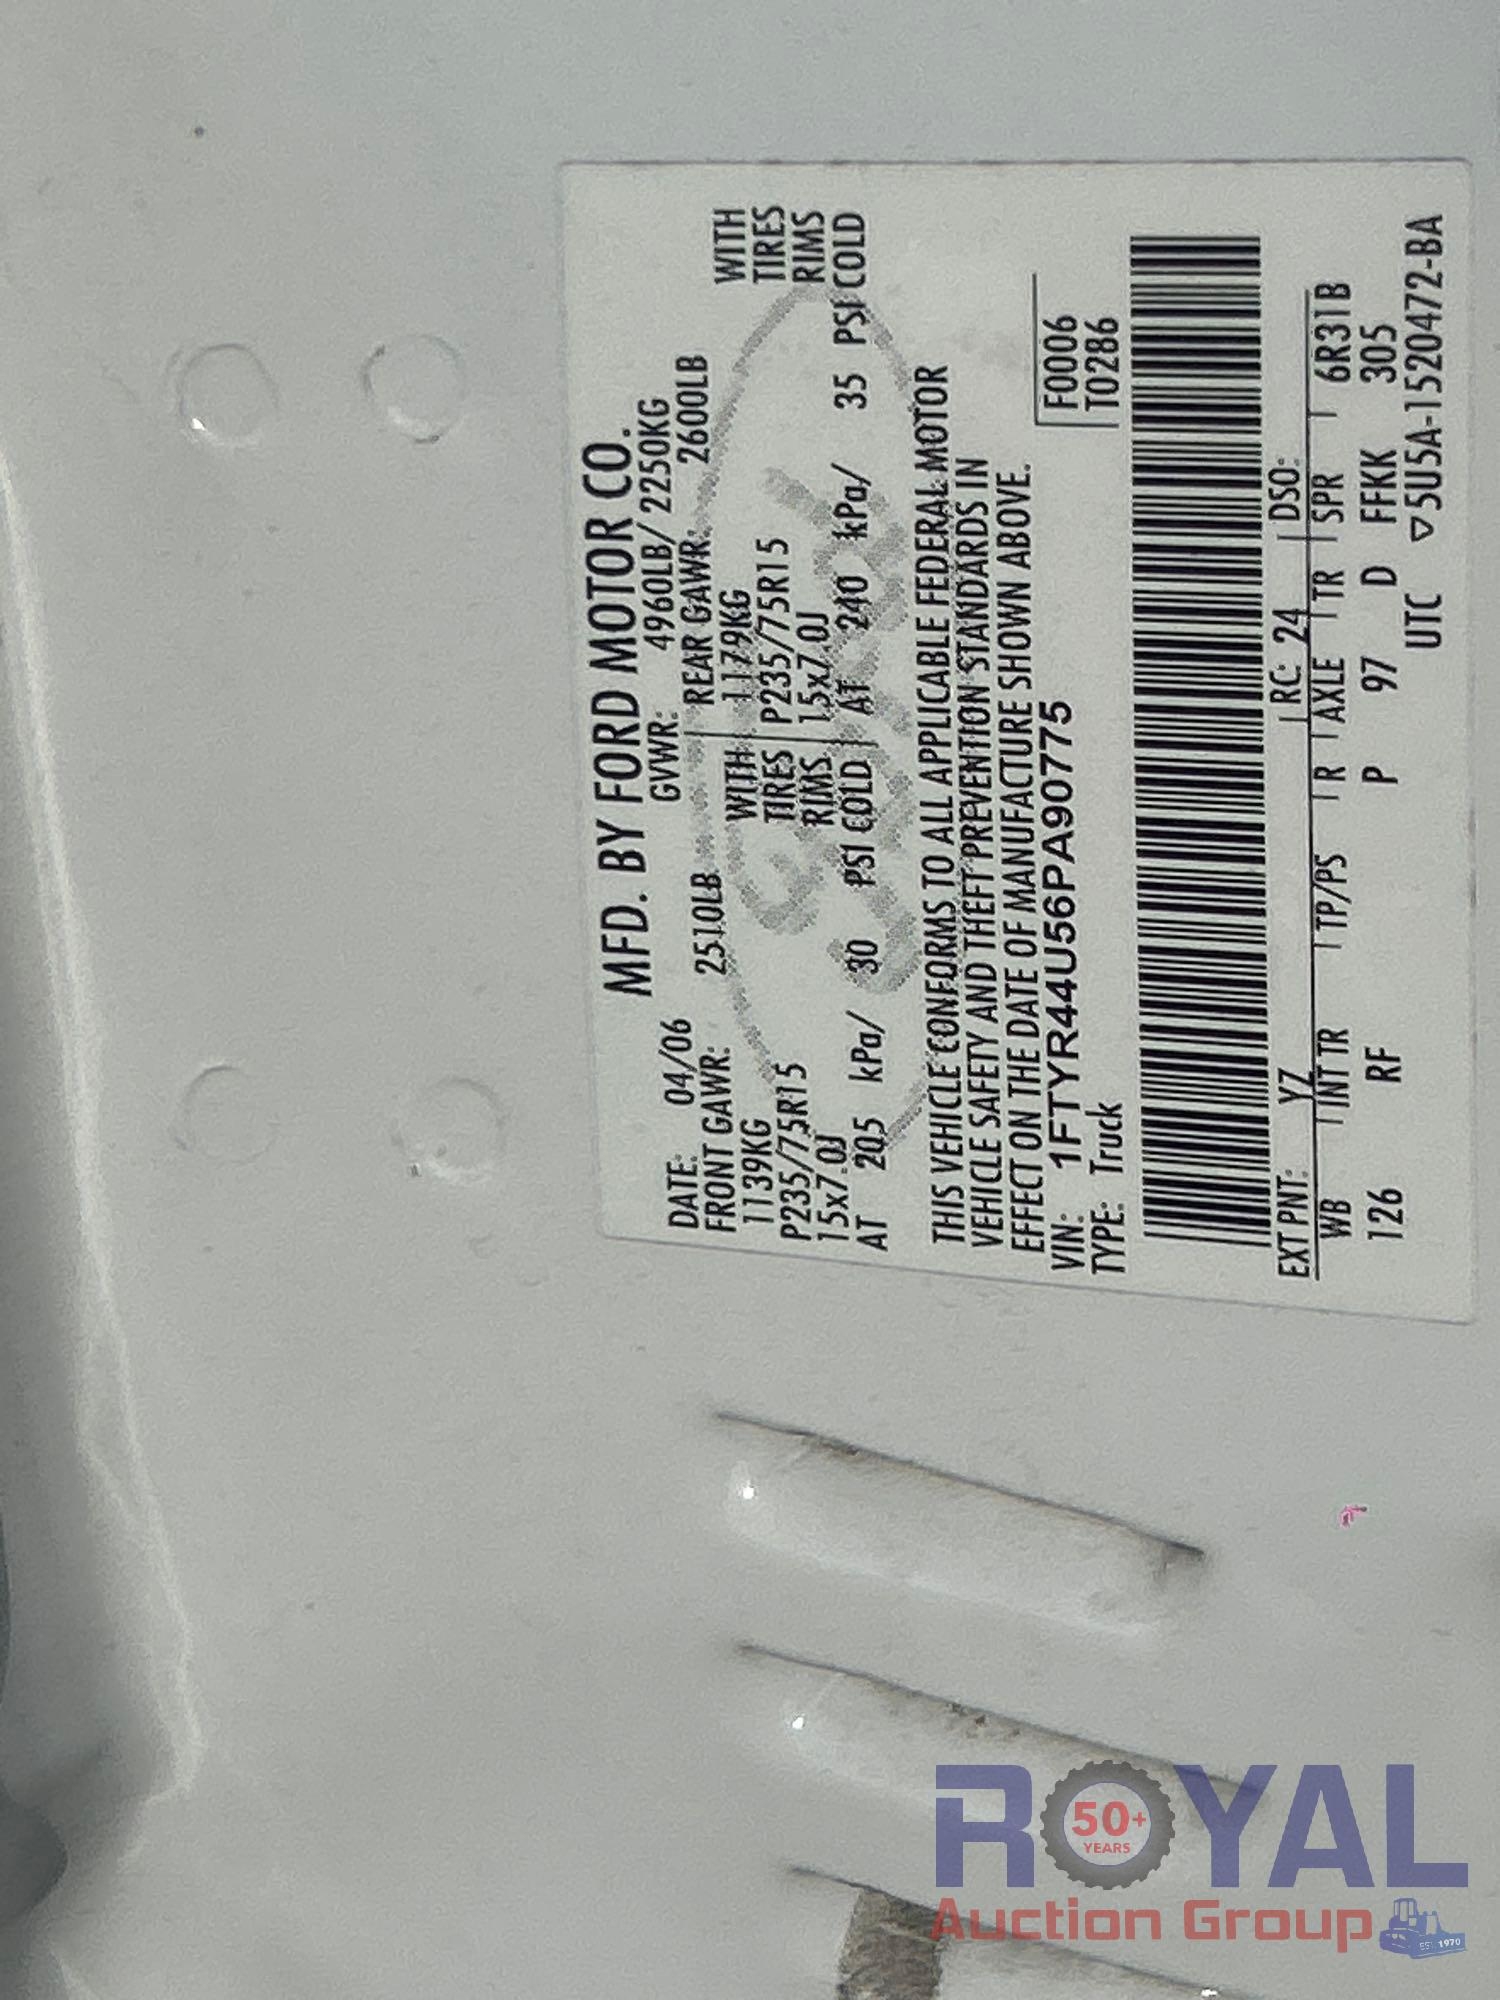 MFD. BY FORD MOTOR CO.
DATE: 04/06 GVWR: 4960LB/ 2250KG
FRONT GAWR: 2510LB REAR GAWR: 2600LB
1139KG WITH 1179KG WITH
P235/75R15 TIRES P235/75R15 TIRES
15x7.0J RIMS 15x7.0J RIMS
AT 205 kPa/ 30 PSI COLD AT 240 kPa/ 35 PSI COLD
THIS VEHICLE CONFORMS TO ALL APPLICABLE FEDERAL MOTOR
VEHICLE SAFETY AND THEFT PREVENTION STANDARDS IN
EFFECT ON THE DATE OF MANUFACTURE SHOWN ABOVE.
VIN: 1FTYR44U56PA90775 F0006
TYPE: Truck T0286
EXT PNT: YZ RC: 24 DSO:
WB INT TR TP/PS R AXLE TR SPR 6R31B
126 RF P 97 D FFKK 305
UTC ▽5U5A-1520472-BA
ROYAL
50+
YEARS
Auction Group
EST. 1970